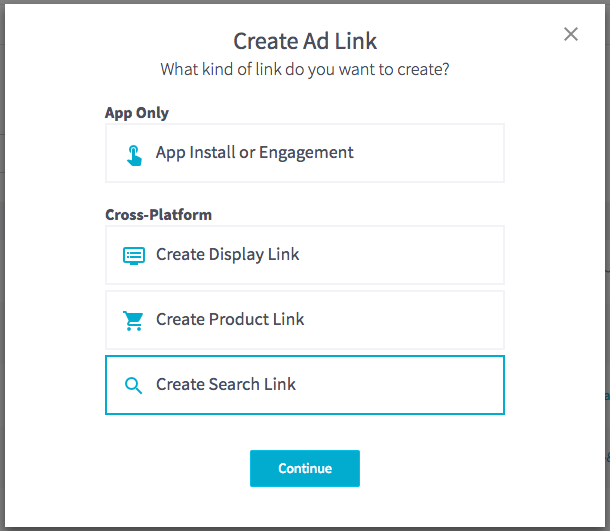 Create Ad Link
What kind of link do you want to create?
App Only
App Install or Engagement
Cross-Platform
Create Display Link
Create Product Link
Create Search Link
Continue